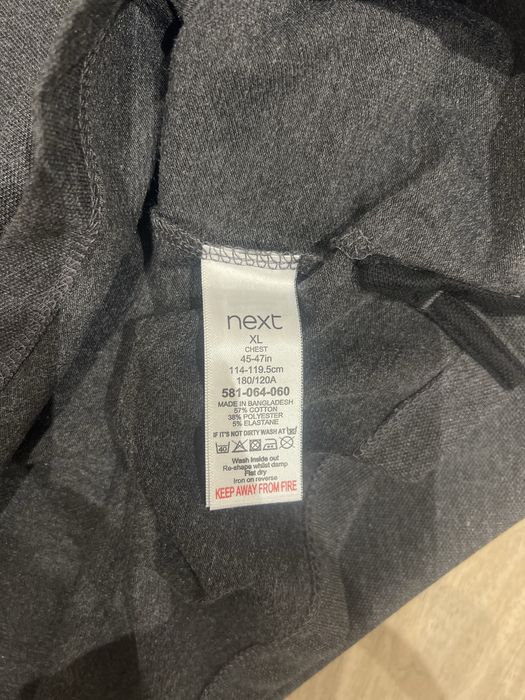 next
XL
CHEST
45-47in
114-119.5cm
180/120A
581-064-060
MADE IN BANGLADESH
57% COTTON
38% POLYESTER
5% ELASTANE
IF IT'S NOT DIRTY WASH AT 30
40
Wash inside out
Re-shape whilst damp
Flat dry
Iron on reverse
KEEP AWAY FROM FIRE